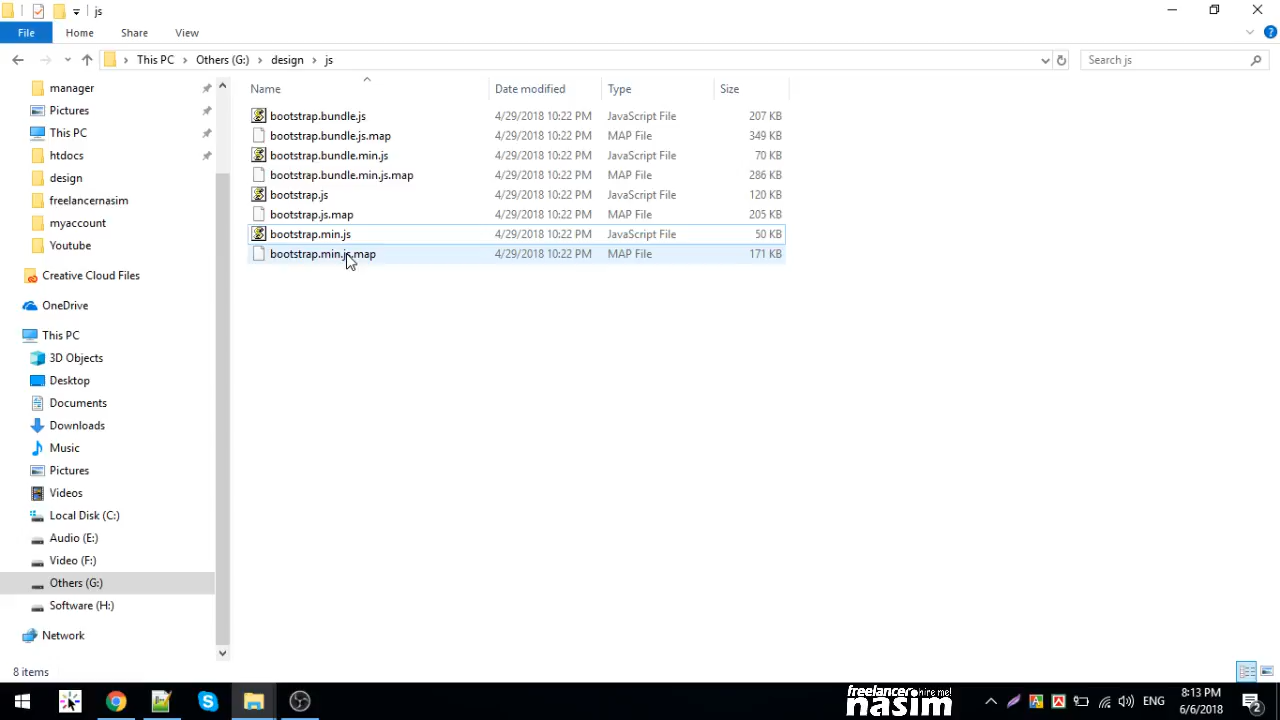 js
File Home Share View
This PC Others (G:) design js Search js
Name Date modified Type Size
bootstrap.bundle.js 4/29/2018 10:22 PM JavaScript File 207 KB
bootstrap.bundle.js.map 4/29/2018 10:22 PM MAP File 349 KB
bootstrap.bundle.min.js 4/29/2018 10:22 PM JavaScript File 70 KB
bootstrap.bundle.min.js.map 4/29/2018 10:22 PM MAP File 286 KB
bootstrap.js 4/29/2018 10:22 PM JavaScript File 120 KB
bootstrap.js.map 4/29/2018 10:22 PM MAP File 205 KB
bootstrap.min.js 4/29/2018 10:22 PM JavaScript File 50 KB
bootstrap.min.js.map 4/29/2018 10:22 PM MAP File 171 KB
manager
Pictures
This PC
htdocs
design
freelancernasim
myaccount
Youtube
Creative Cloud Files
OneDrive
This PC
3D Objects
Desktop
Documents
Downloads
Music
Pictures
Videos
Local Disk (C:)
Audio (E:)
Video (F:)
Others (G:)
Software (H:)
Network
8 items
freelancer hire me!
nasim
ENG
8:13 PM
6/6/2018
2